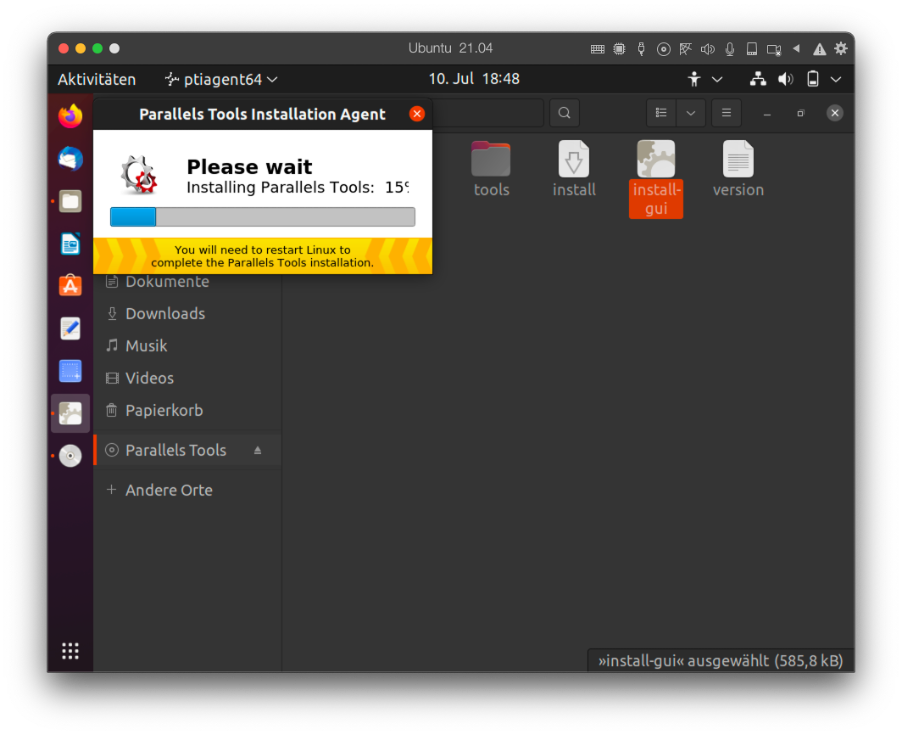 Ubuntu 21.04
Aktivitäten
ptiagent64
10. Jul 18:48
Parallels Tools Installation Agent
Please wait
Installing Parallels Tools: 15
You will need to restart Linux to
complete the Parallels Tools installation.
tools
install
install-
gui
version
Dokumente
Downloads
Musik
Videos
Papierkorb
Parallels Tools
Andere Orte
»install-gui« ausgewählt (585,8 kB)